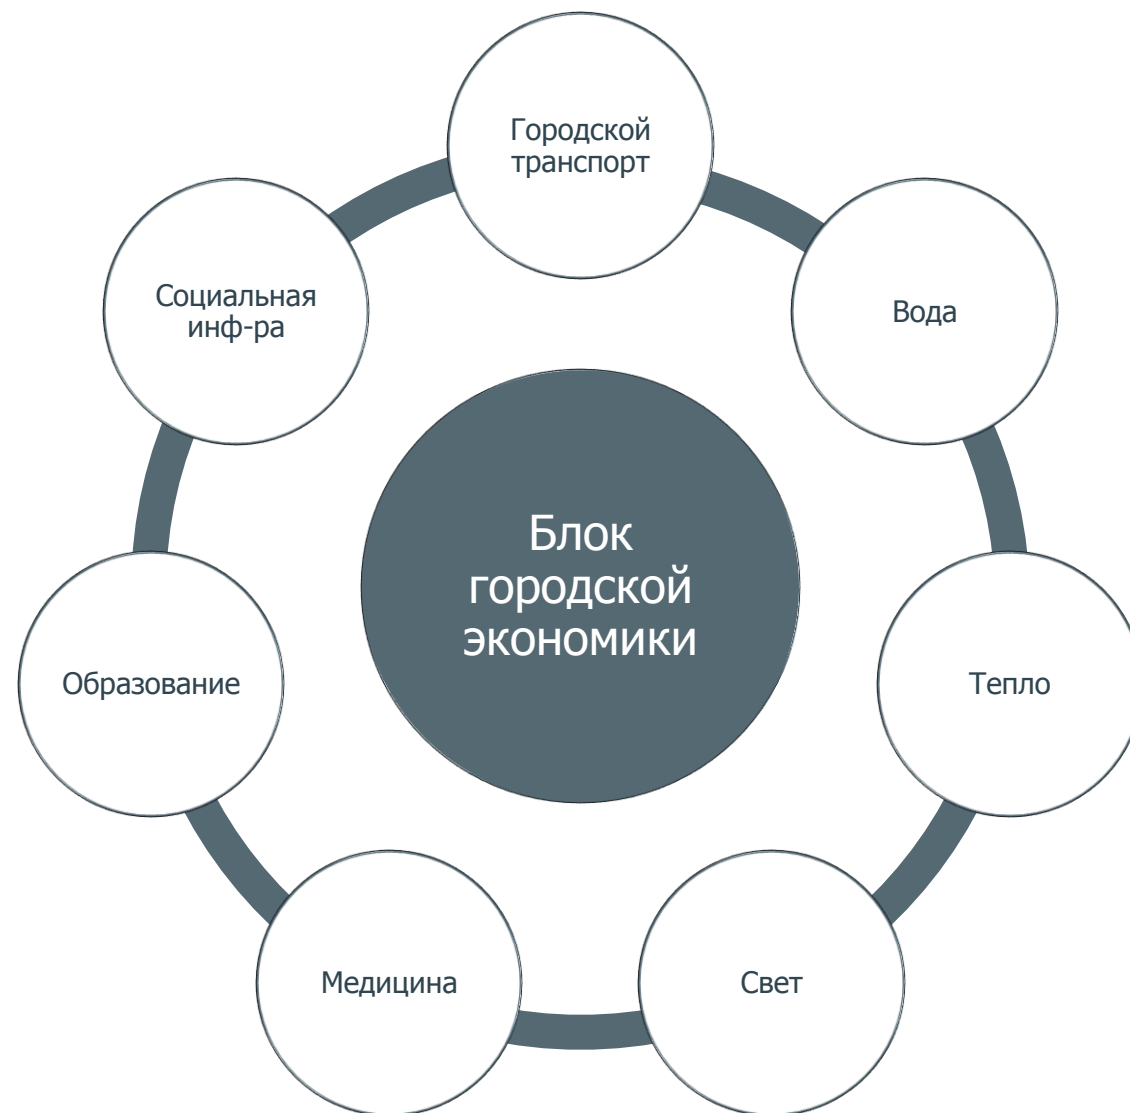 Городской
транспорт
Вода
Тепло
Свет
Медицина
Образование
Социальная
инф-ра
Блок
городской
экономики